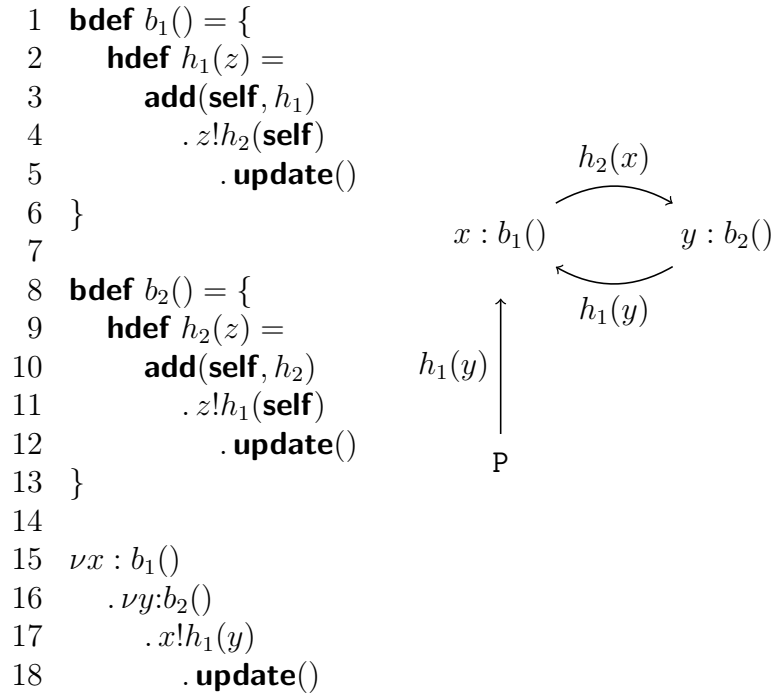 1 bdef b₁() = {
2 hdef h₁(z) =
3 add(self, h₁)
4 . z!h₂(self)
5 . update()
6 }
7
8 bdef b₂() = {
9 hdef h₂(z) =
10 add(self, h₂)
11 . z!h₁(self)
12 . update()
13 }
14
15 νx : b₁()
16 . νy:b₂()
17 . x!h₁(y)
18 . update()
h₂(x)
x : b₁() y : b₂()
h₁(y)
h₁(y)
P